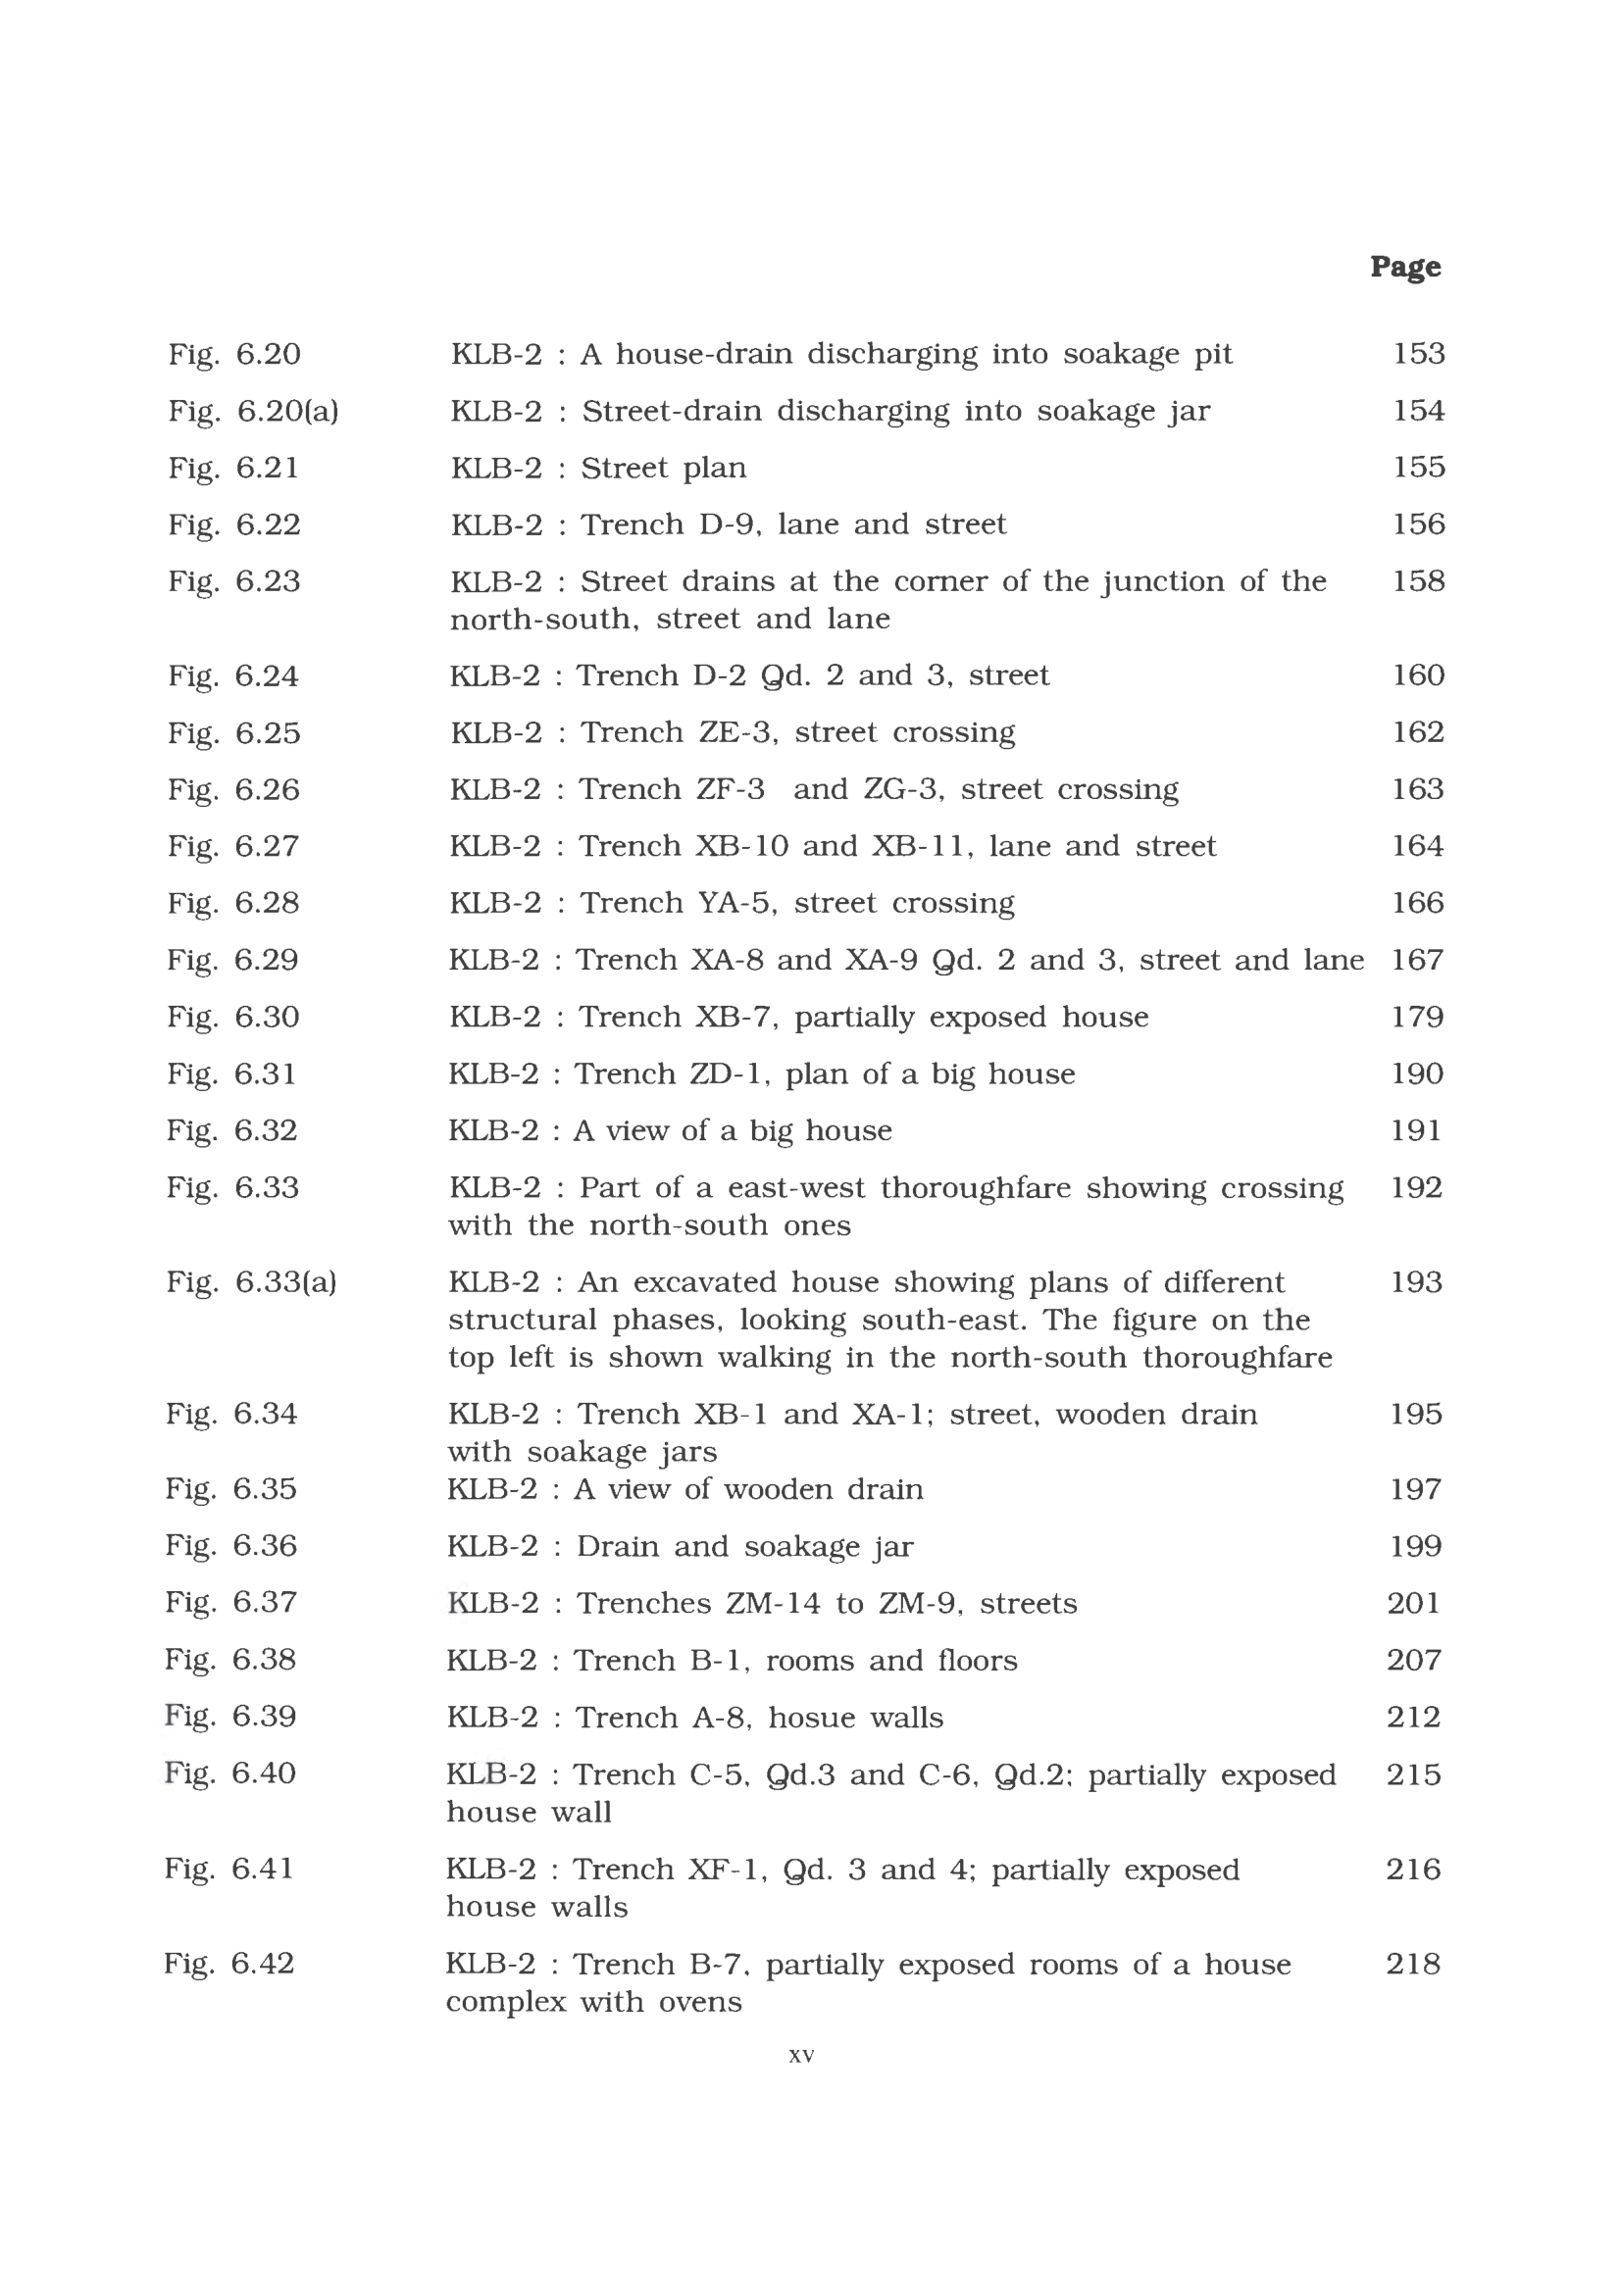 Page
Fig. 6.20 KLB-2 : A house-drain discharging into soakage pit 153
Fig. 6.20(a) KLB-2 : Street-drain discharging into soakage jar 154
Fig. 6.21 KLB-2 : Street plan 155
Fig. 6.22 KLB-2 : Trench D-9, lane and street 156
Fig. 6.23 KLB-2 : Street drains at the corner of the junction of the 158
north-south, street and lane
Fig. 6.24 KLB-2 : Trench D-2 Qd. 2 and 3, street 160
Fig. 6.25 KLB-2 : Trench ZE-3, street crossing 162
Fig. 6.26 KLB-2 : Trench ZF-3 and ZG-3, street crossing 163
Fig. 6.27 KLB-2 : Trench XB-10 and XB-11, lane and street 164
Fig. 6.28 KLB-2 : Trench YA-5, street crossing 166
Fig. 6.29 KLB-2 : Trench XA-8 and XA-9 Qd. 2 and 3, street and lane 167
Fig. 6.30 KLB-2 : Trench XB-7, partially exposed house 179
Fig. 6.31 KLB-2 : Trench ZD-1, plan of a big house 190
Fig. 6.32 KLB-2 : A view of a big house 191
Fig. 6.33 KLB-2 : Part of a east-west thoroughfare showing crossing 192
with the north-south ones
Fig. 6.33(a) KLB-2 : An excavated house showing plans of different 193
structural phases, looking south-east. The figure on the
top left is shown walking in the north-south thoroughfare
Fig. 6.34 KLB-2 : Trench XB-1 and XA-1; street, wooden drain 195
with soakage jars
Fig. 6.35 KLB-2 : A view of wooden drain 197
Fig. 6.36 KLB-2 : Drain and soakage jar 199
Fig. 6.37 KLB-2 : Trenches ZM-14 to ZM-9, streets 201
Fig. 6.38 KLB-2 : Trench B-1, rooms and floors 207
Fig. 6.39 KLB-2 : Trench A-8, hosue walls 212
Fig. 6.40 KLB-2 : Trench C-5, Qd.3 and C-6, Qd.2; partially exposed 215
house wall
Fig. 6.41 KLB-2 : Trench XF-1, Qd. 3 and 4; partially exposed 216
house walls
Fig. 6.42 KLB-2 : Trench B-7, partially exposed rooms of a house 218
complex with ovens
xv